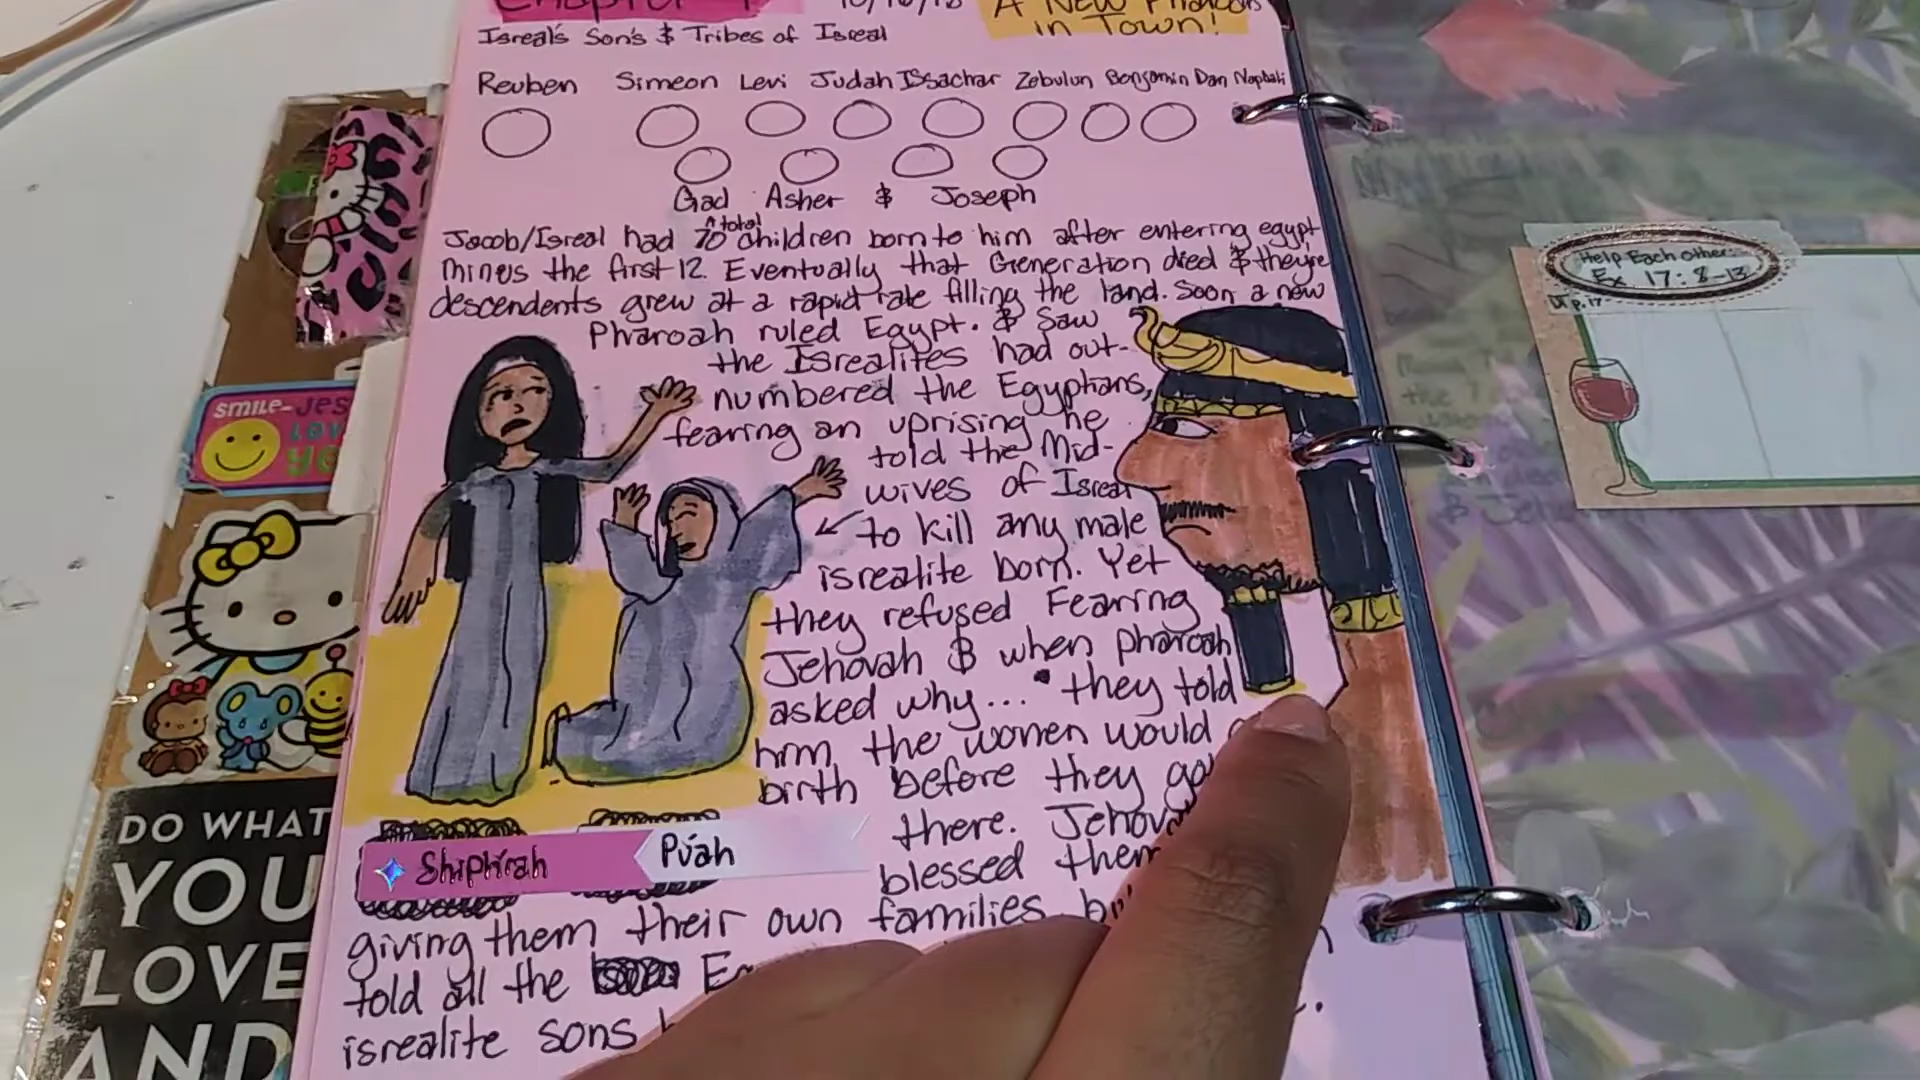 Chapter 1
A New Pharaoh
in Town!
Isreal's Son's & Tribes of Isreal
Reuben Simeon Levi Judah Issachar Zebulun Benjamin Dan Naphali
Gad Asher & Joseph
A total
Jacob/Isreal had 70 children born to him after entering egypt
minus the first 12. Eventually that Generation died & they're
descendents grew at a rapid rate filling the land. Soon a new
Pharoah ruled Egypt. & Saw
the Isrealites had out-
numbered the Egyptians,
fearing an uprising he
told the Mid-
wives of Isreal
to kill any male
isrealite born. Yet
they refused Fearing
Jehovah & when pharoah
asked why... they told
him the women would
birth before they
there.
blessed them
Shiphrah
Púah
giving them their own families
told all the
isrealite sons
Help Each other
Ex. 17:8-13
SMILE-
DO WHAT
YOU
LOVE
AND